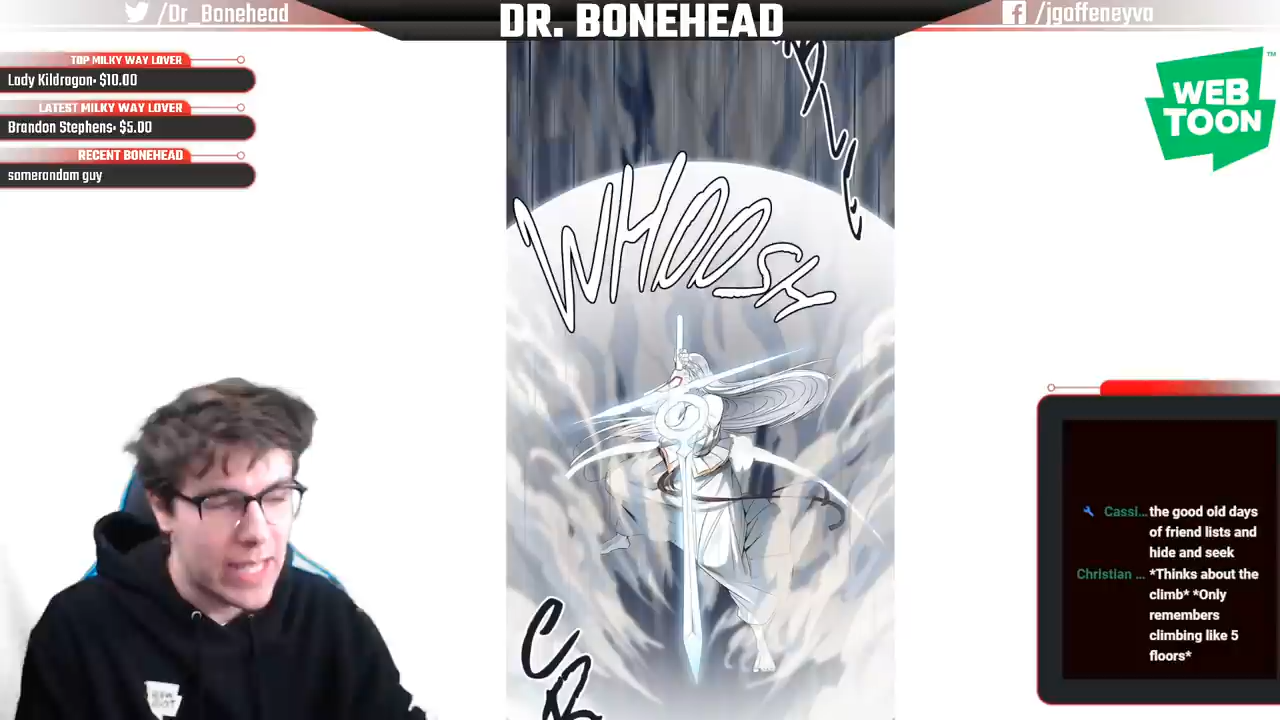 /Dr_Bonehead
DR. BONEHEAD
/jgoffeneyva
TOP MILKY WAY LOVER
Lady Kildragon• $10.00
LATEST MILKY WAY LOVER
Brandon Stephens• $5.00
RECENT BONEHEAD
somerandom guy
WEB
TOON
TM
WHOOSH
Cassi... the good old days
of friend lists and
hide and seek
Christian ... *Thinks about the
climb* *Only
remembers
climbing like 5
floors*